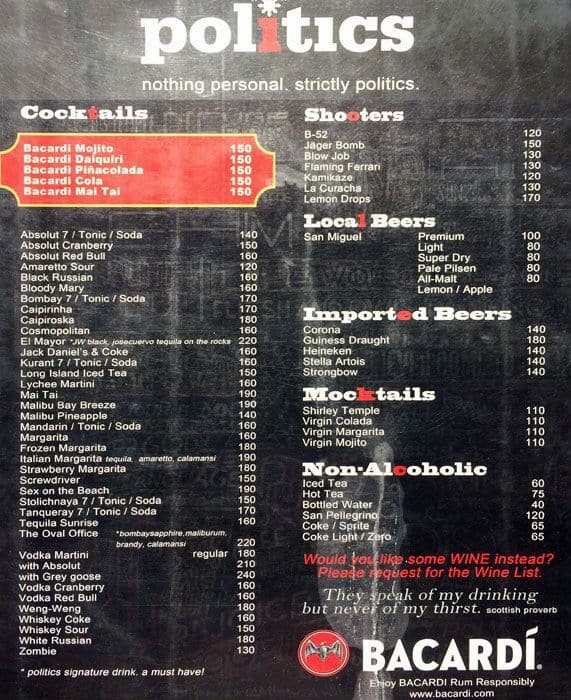 politics
nothing personal. strictly politics.
Cocktails
Bacardi Mojito 150
Bacardi Daiquiri 150
Bacardi Piñacolada 150
Bacardi Cola 150
Bacardi Mai Tai 150
Absolut 7 / Tonic / Soda 140
Absolut Cranberry 150
Absolut Red Bull 160
Amaretto Sour 120
Black Russian 160
Bloody Mary 160
Bombay 7 / Tonic / Soda 170
Caipirinha 170
Caipiroska 180
Cosmopolitan 160
El Mayor *JW black, josecuervo tequila on the rocks 220
Jack Daniel's & Coke 160
Kurant 7 / Tonic / Soda 160
Long Island Iced Tea 150
Lychee Martini 160
Mai Tai 190
Malibu Bay Breeze 190
Malibu Pineapple 140
Mandarin / Tonic / Soda 160
Margarita 160
Frozen Margarita 180
Italian Margarita tequila, amaretto, calamansi 190
Strawberry Margarita 180
Screwdriver 150
Sex on the Beach 190
Stolichnaya 7 / Tonic / Soda 150
Tanqueray 7 / Tonic / Soda 170
Tequila Sunrise 160
The Oval Office *bombaysapphire,maliburum,
brandy, calamansi 220
Vodka Martini regular 180
with Absolut 210
with Grey goose 240
Vodka Cranberry 160
Vodka Red Bull 160
Weng-Weng 180
Whiskey Coke 160
Whiskey Sour 150
White Russian 180
Zombie 130
* politics signature drink. a must have!
Shooters
B-52 120
Jäger Bomb 150
Blow Job 130
Flaming Ferrari 130
Kamikaze 120
La Curacha 130
Lemon Drops 170
Local Beers
San Miguel Premium 100
Light 80
Super Dry 80
Pale Pilsen 80
All-Malt 80
Lemon / Apple
Imported Beers
Corona 140
Guiness Draught 180
Heineken 140
Stella Artois 140
Strongbow 140
Mocktails
Shirley Temple 110
Virgin Colada 110
Virgin Margarita 110
Virgin Mojito 110
Non-Alcoholic
Iced Tea 60
Hot Tea 75
Bottled Water 40
San Pellegrino 120
Coke / Sprite 65
Coke Light / Zero 65
Would you like some WINE instead?
Please request for the Wine List.
They speak of my drinking
but never of my thirst. scottish proverb
BACARDÍ
Enjoy BACARDI Rum Responsibly
www.bacardi.com